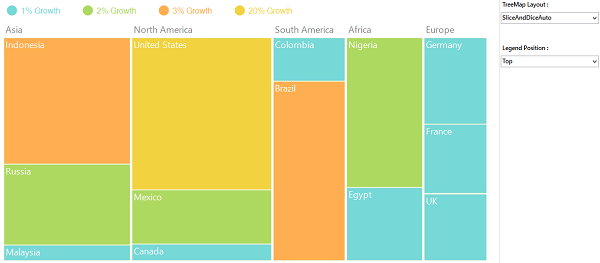 1% Growth 2% Growth 3% Growth 20% Growth
TreeMap Layout :
SliceAndDiceAuto
Legend Position :
Top
Asia North America South America Africa Europe
Indonesia
Russia
Malaysia
United States
Mexico
Canada
Colombia
Brazil
Nigeria
Egypt
Germany
France
UK